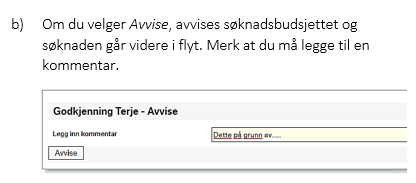 b) Om du velger Avvise, avvises søknadsbudsjettet og
søknaden går videre i flyt. Merk at du må legge til en
kommentar.
Godkjenning Terje - Avvise
Legg inn kommentar Dette på grunn av.....
Avvise